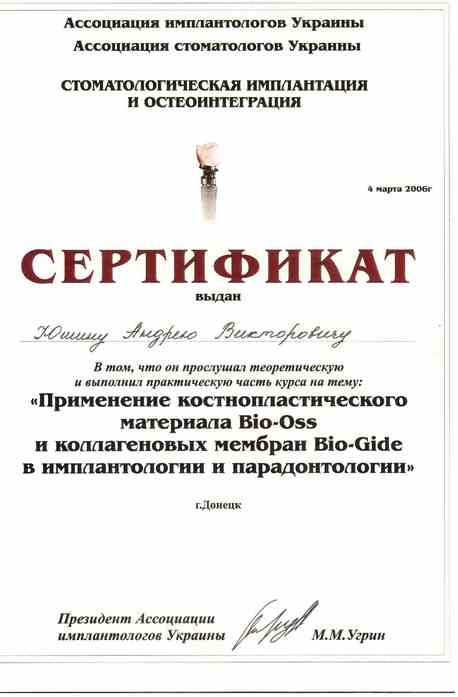 Ассоциация имплантологов Украины
Ассоциация стоматологов Украины
СТОМАТОЛОГИЧЕСКАЯ ИМПЛАНТАЦИЯ
И ОСТЕОИНТЕГРАЦИЯ
4 марта 2006г
СЕРТИФИКАТ
выдан
Юшину Андрею Викторовичу
В том, что он прослушал теоретическую
и выполнил практическую часть курса на тему:
«Применение костнопластического
материала Bio-Oss
и коллагеновых мембран Bio-Gide
в имплантологии и парадонтологии»
г.Донецк
Президент Ассоциации
имплантологов Украины М.М.Угрин